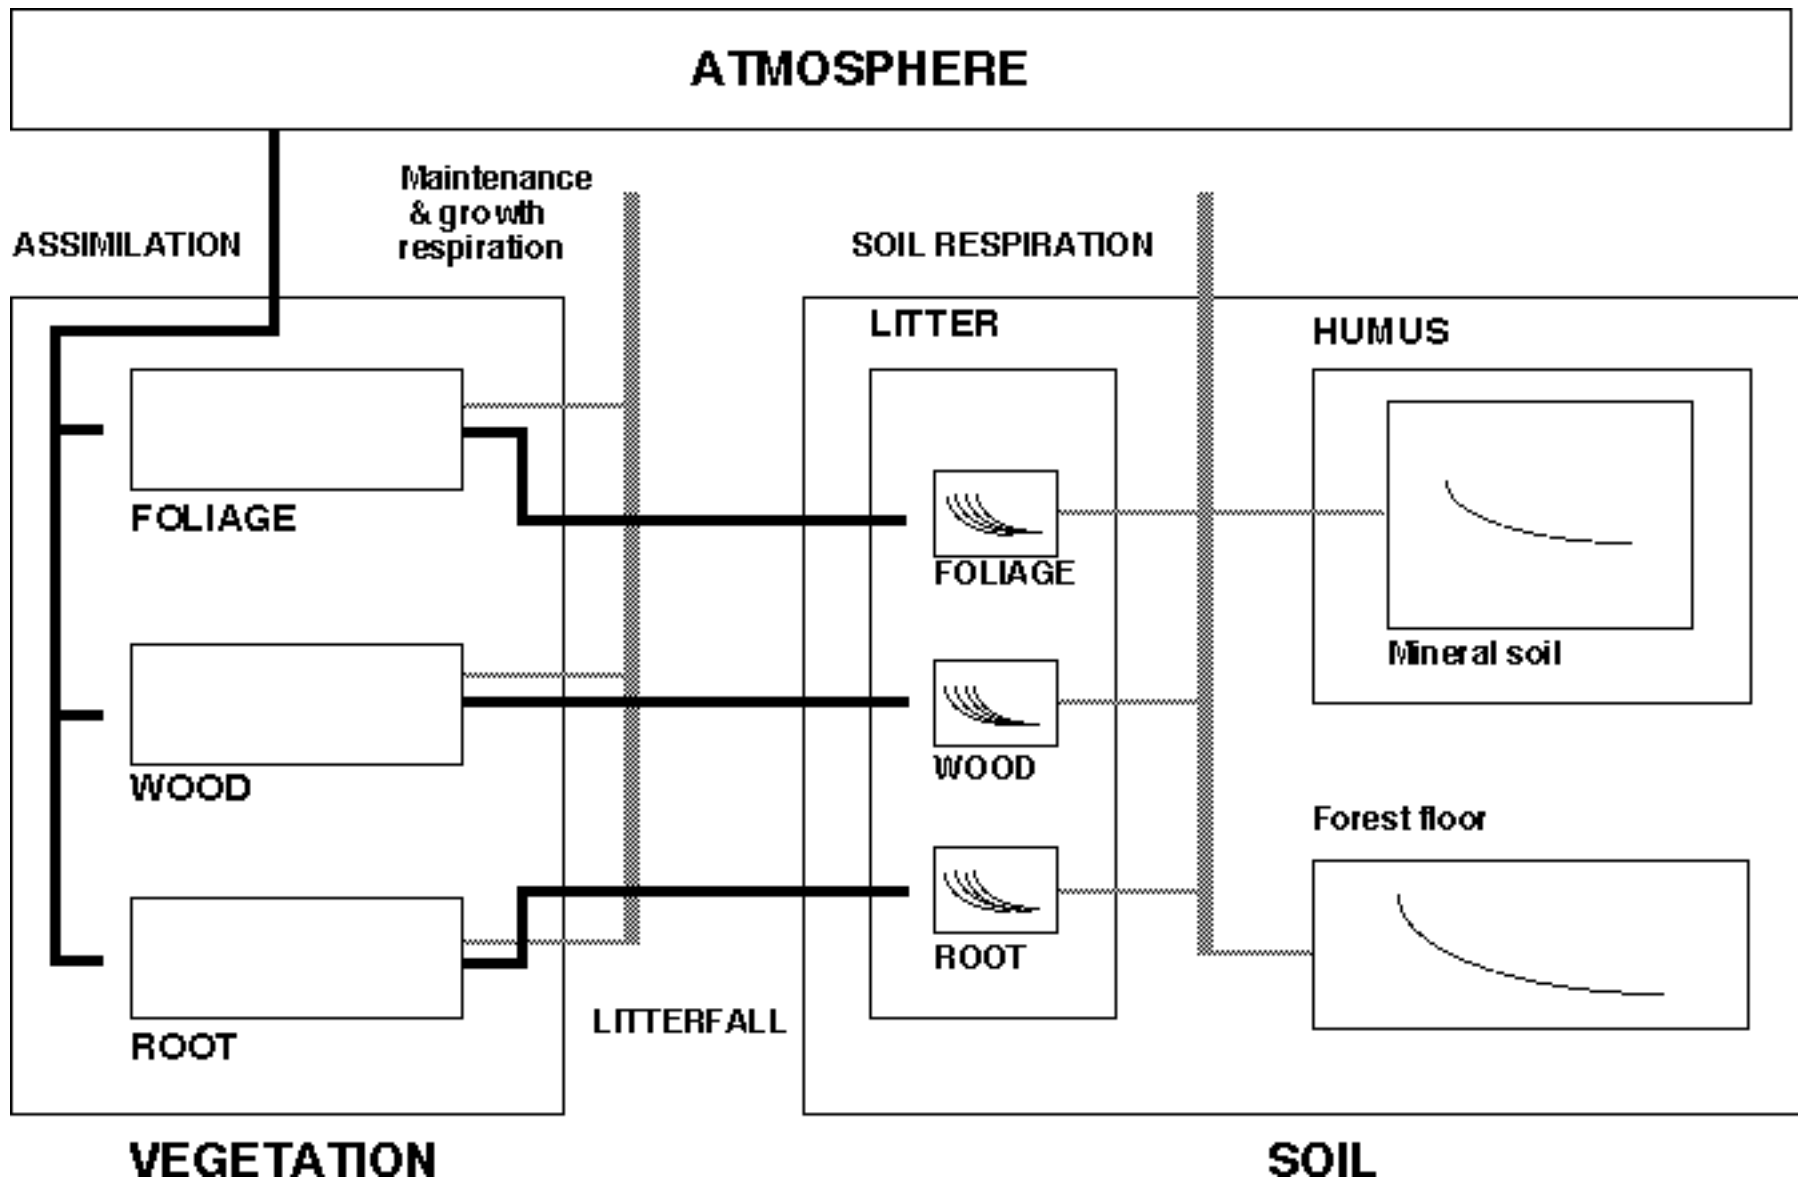 ATMOSPHERE
Maintenance
& growth
respiration
ASSIMILATION
SOIL RESPIRATION
LITTER
HUMUS
FOLIAGE
FOLIAGE
Mineral soil
WOOD
WOOD
Forest floor
ROOT
ROOT
LITTERFALL
VEGETATION
SOIL